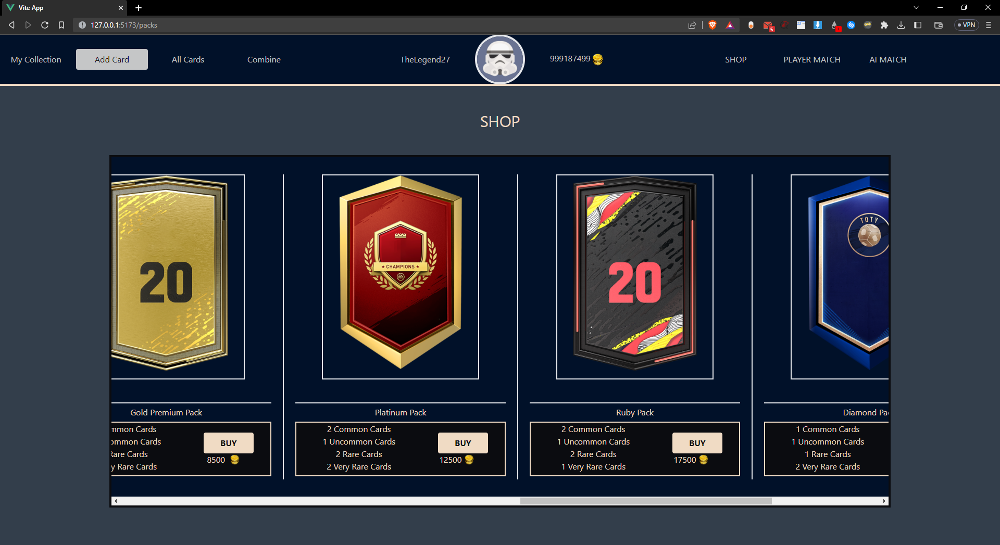 Vite App
127.0.0.1:5173/packs
5
VPN
My Collection
Add Card
All Cards
Combine
TheLegend27
999187499
SHOP
PLAYER MATCH
AI MATCH
SHOP
20
CHAMPIONS
EA
20
TOTY
Gold Premium Pack
mmon Cards
ommon Cards
Rare Cards
y Rare Cards
BUY
8500
Platinum Pack
2 Common Cards
1 Uncommon Cards
2 Rare Cards
2 Very Rare Cards
BUY
12500
Ruby Pack
2 Common Cards
1 Uncommon Cards
2 Rare Cards
1 Very Rare Cards
BUY
17500
Diamond Pa
1 Common Cards
1 Uncommon Cards
1 Rare Cards
2 Very Rare Cards